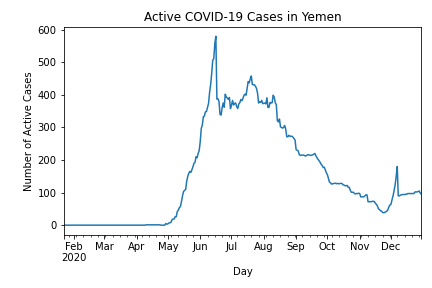 Active COVID-19 Cases in Yemen
600
500
400
300
200
100
0
Number of Active Cases
Feb Mar Apr May Jun Jul Aug Sep Oct Nov Dec
2020
Day